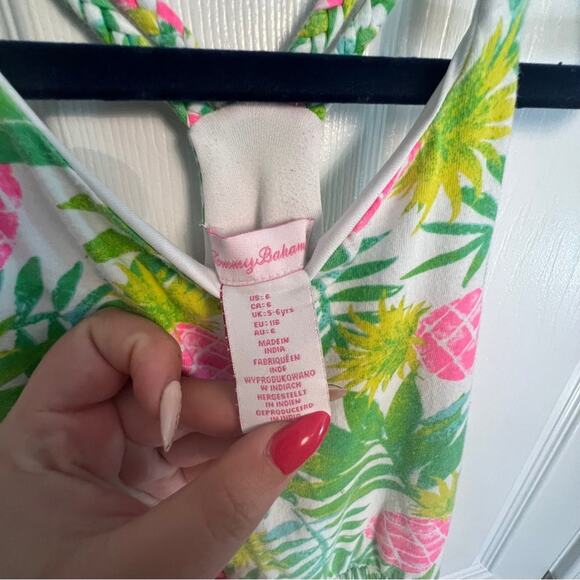 Tommy Bahama
US: 6
CA: 6
UK: 5-6yrs
EU: 116
AU: 6
MADE IN
INDIA
FABRIQUÉ EN
INDE
WYPRODUKOWANO
W INDIACH
HERGESTELLT
IN INDIEN
GEPRODUCEERD
IN INDIA